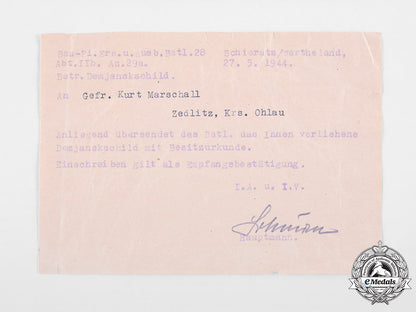 Bau-Pi.Ers.u.Ausb.Btl.28 Schieratz/Wartheland,
Abt.IIb. Az.29a. 27. 5. 1944.
Betr.Demjanskschild.
An Gefr. Kurt Marschall
Zedlitz, Krs. Ohlau
Anliegend übersendet das Btl. das Ihnen verliehene
Demjanskschild mit Besitzurkunde.
Einschreiben gilt als Empfangsbestätigung.
I.A. u. I.V.
Hauptmann.
eMedals